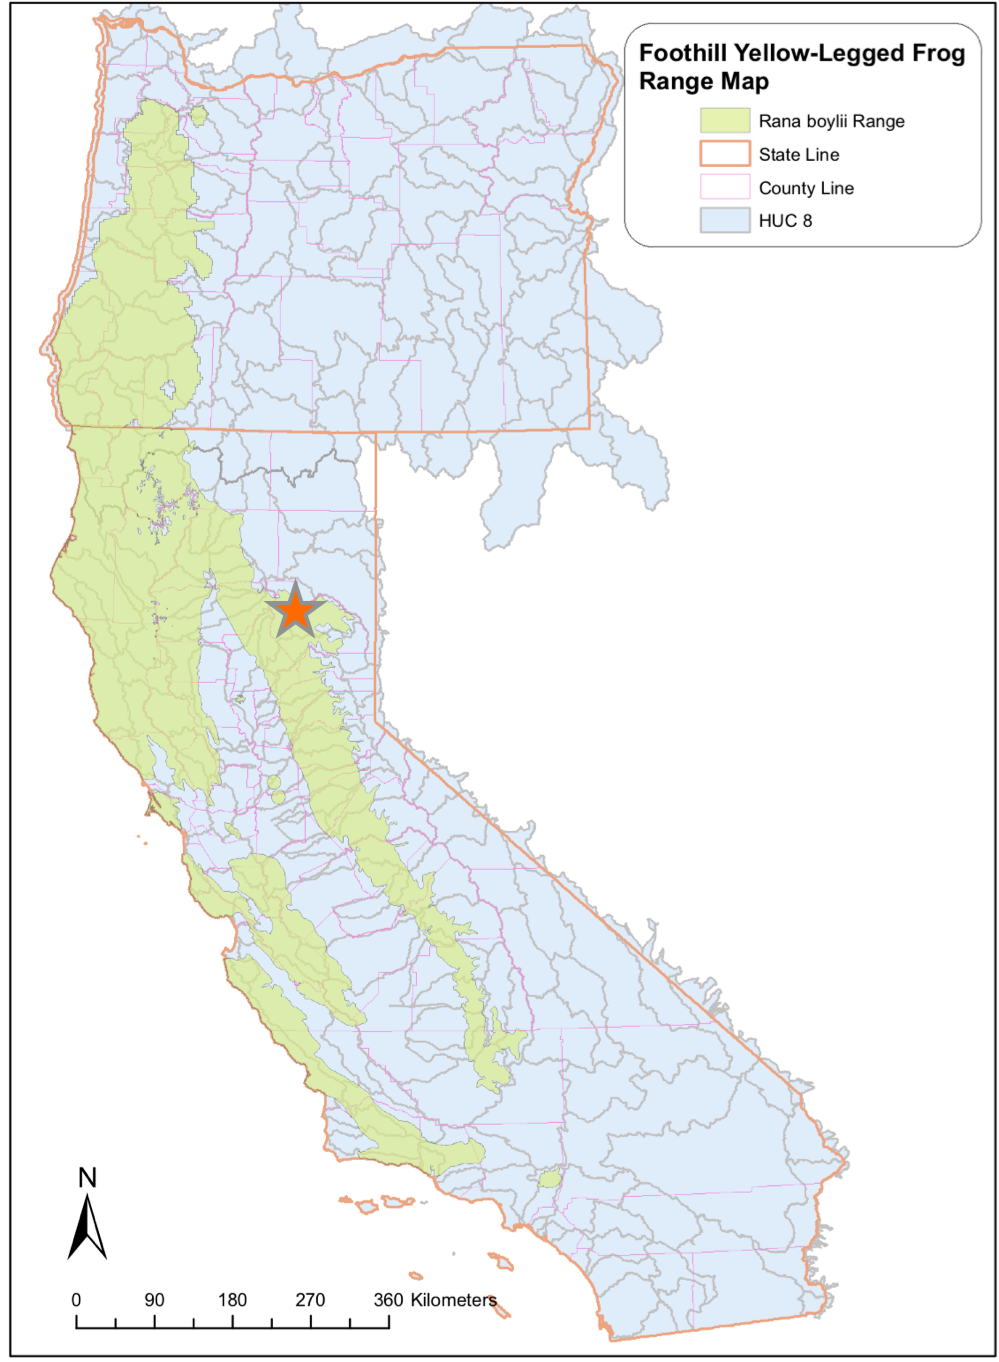 Foothill Yellow-Legged Frog
Range Map
Rana boylii Range
State Line
County Line
HUC 8
N
0 90 180 270 360 Kilometers